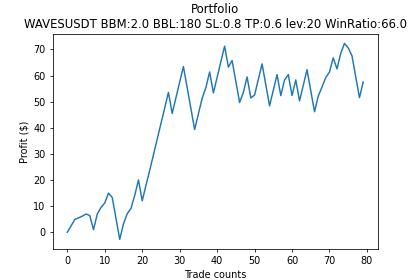 Portfolio
WAVESUSDT BBM:2.0 BBL:180 SL:0.8 TP:0.6 lev:20 WinRatio:66.0
Profit ($)
70
60
50
40
30
20
10
0
0 10 20 30 40 50 60 70 80
Trade counts